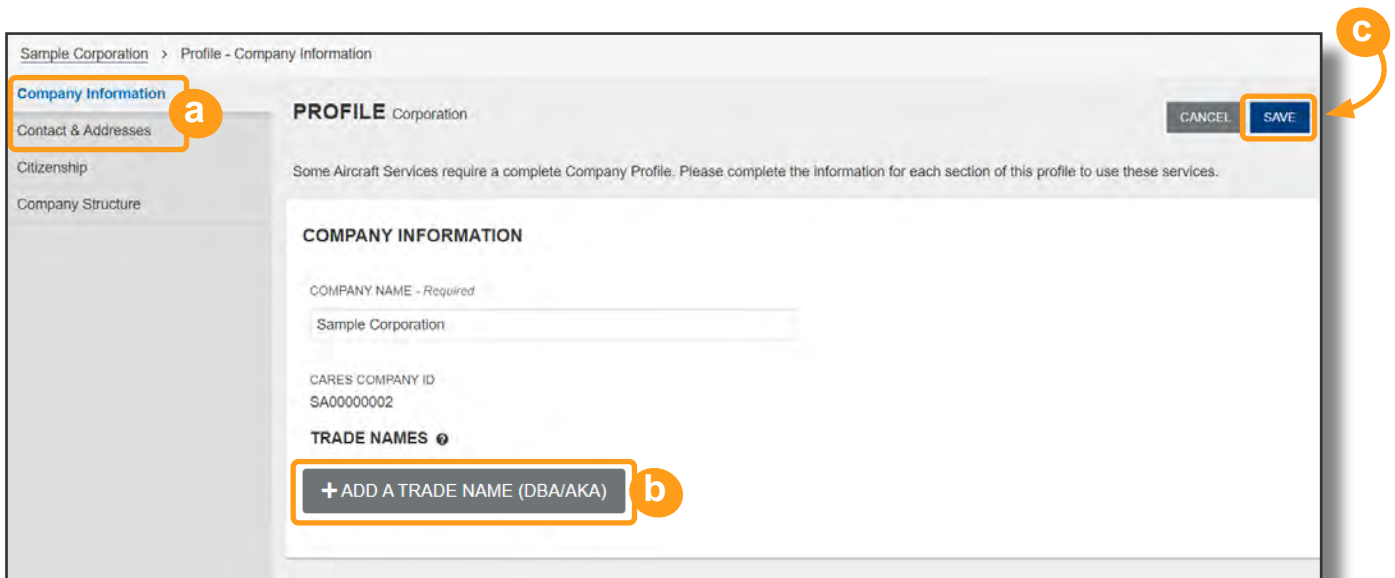 c
Sample Corporation > Profile - Company Information
Company Information
a
Contact & Addresses
Citizenship
Company Structure
PROFILE Corporation
CANCEL
SAVE
Some Aircraft Services require a complete Company Profile. Please complete the information for each section of this profile to use these services.
COMPANY INFORMATION
COMPANY NAME - Required
Sample Corporation
CARES COMPANY ID
SA00000002
TRADE NAMES ?
+ ADD A TRADE NAME (DBA/AKA)
b